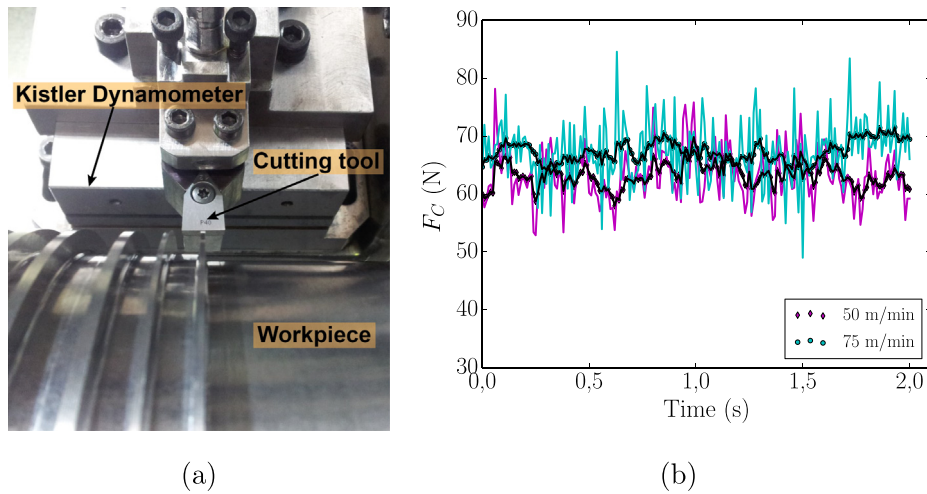 Kistler Dynamometer
Cutting tool
Workpiece
(a)
(b)
90
80
70
60
50
40
30
F_C (N)
0,0
0,5
1,0
1,5
2,0
Time (s)
50 m/min
75 m/min